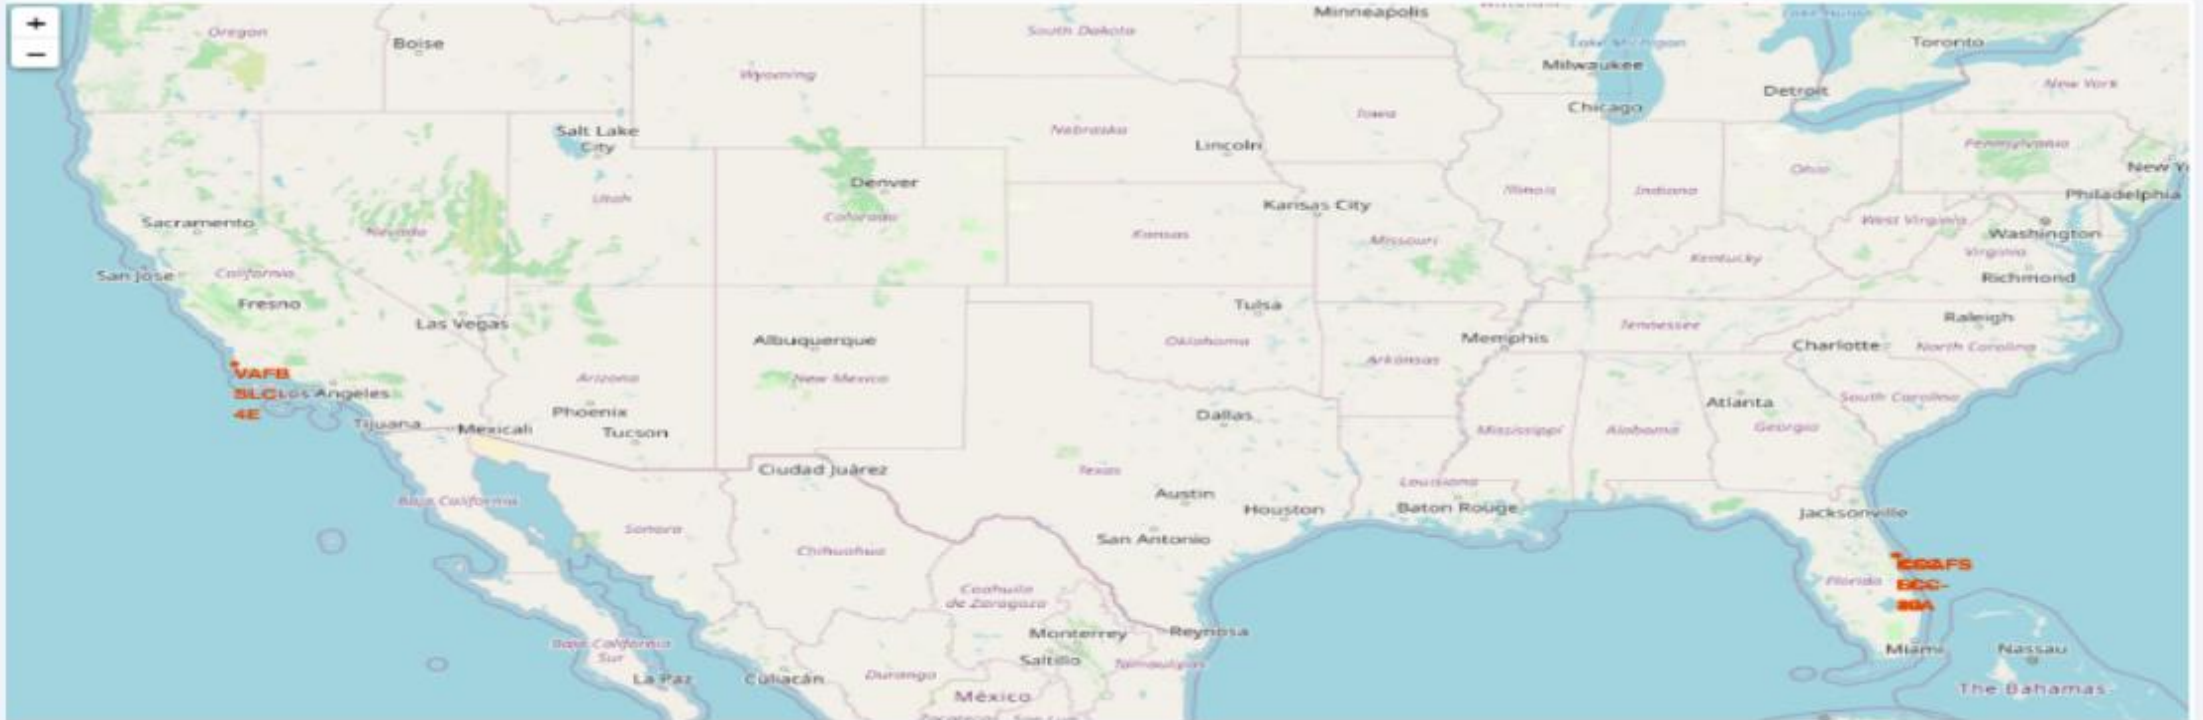 +
−
Oregon
Boise
South Dakota
Minneapolis
Wyoming
Lake Michigan
Milwaukee
Lake Huron
Toronto
Detroit
New York
Chicago
Iowa
Nebraska
Salt Lake
City
Lincoln
Pennsylvania
Ohio
Denver
Utah
Colorado
Illinois
Indiana
Philadelphia
Sacramento
Nevada
Kansas City
Kansas
Missouri
West Virginia
Washington
Virginia
Kentucky
San Jose
California
Richmond
Fresno
Las Vegas
Tulsa
Raleigh
Tennessee
Albuquerque
Oklahoma
Memphis
Charlotte
North Carolina
Arkansas
VAFB
SLC
4E
Los Angeles
Arizona
New Mexico
Phoenix
Tucson
Tijuana
Mexicali
Dallas
Atlanta
South Carolina
Mississippi
Alabama
Georgia
Ciudad Juárez
Texas
Louisiana
Baja California
Austin
Houston
Baton Rouge
Jacksonville
Sonora
Chihuahua
San Antonio
Florida
Coahuila
de Zaragoza
Monterrey
Reynosa
Baja California
Sur
Saltillo
Tamaulipas
Miami
Nassau
La Paz
Culiacán
Durango
México
The Bahamas